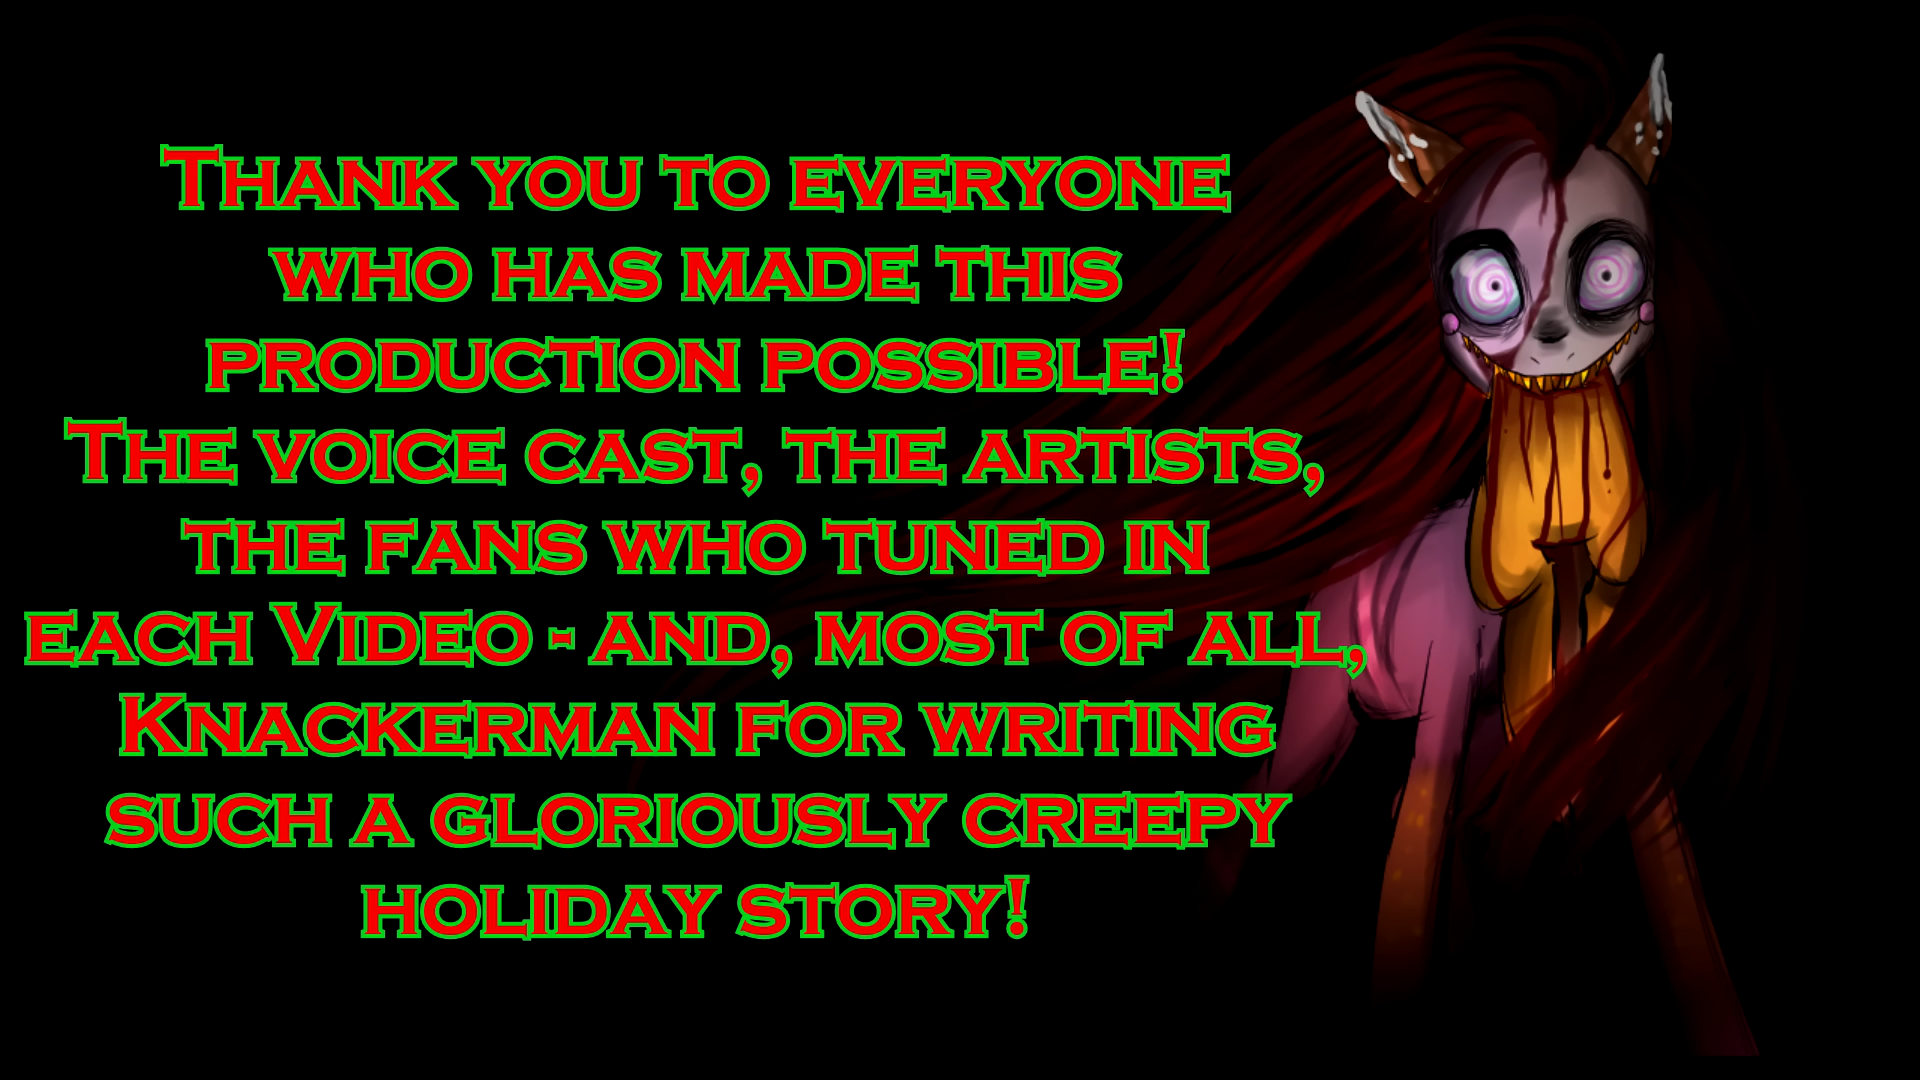 Thank you to everyone
who has made this
production possible!
The voice cast, the artists,
the fans who tuned in
each Video - and, most of all,
Knackerman for writing
such a gloriously creepy
holiday story!